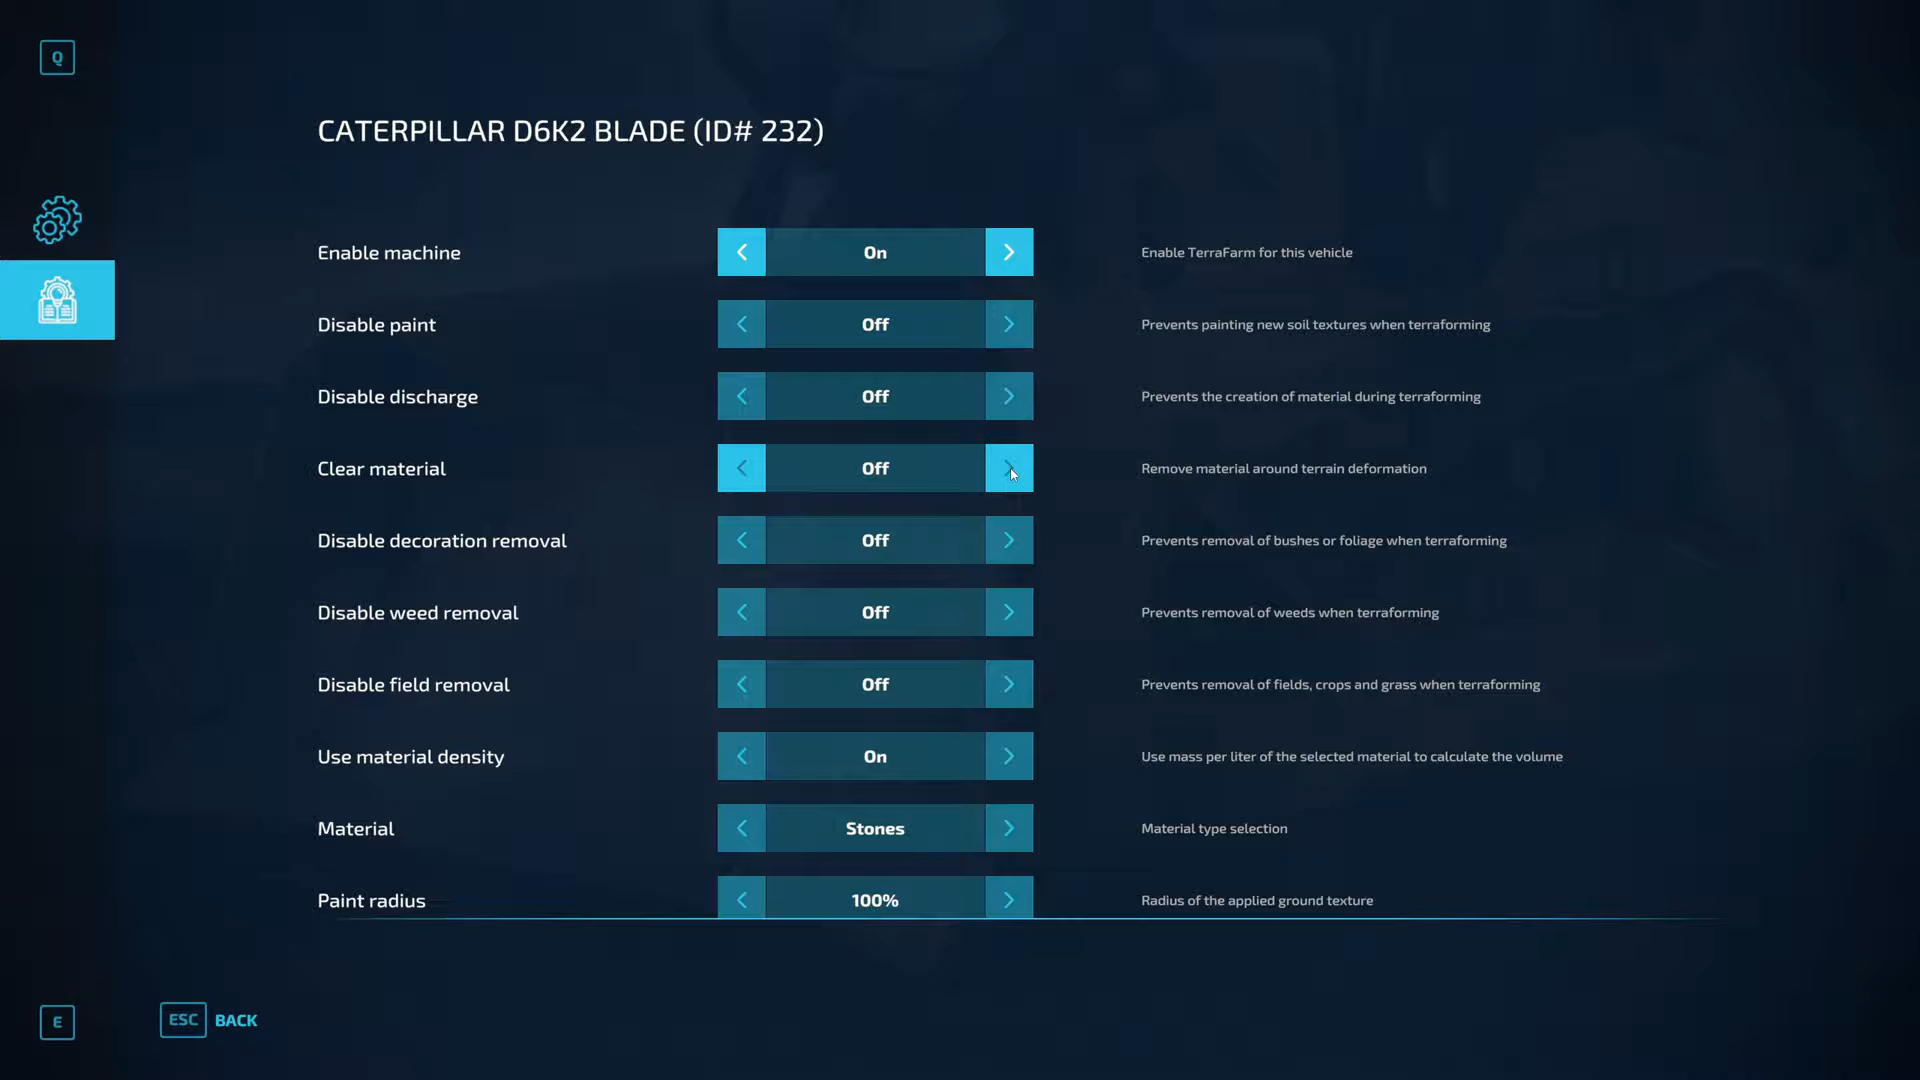 Q
CATERPILLAR D6K2 BLADE (ID# 232)
Enable machine On Enable TerraFarm for this vehicle
Disable paint Off Prevents painting new soil textures when terraforming
Disable discharge Off Prevents the creation of material during terraforming
Clear material Off Remove material around terrain deformation
Disable decoration removal Off Prevents removal of bushes or foliage when terraforming
Disable weed removal Off Prevents removal of weeds when terraforming
Disable field removal Off Prevents removal of fields, crops and grass when terraforming
Use material density On Use mass per liter of the selected material to calculate the volume
Material Stones Material type selection
Paint radius 100% Radius of the applied ground texture
E ESC BACK